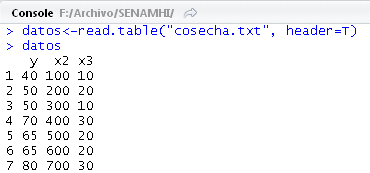 Console F:/Archivo/SENAMHI/
> datos<-read.table("cosecha.txt", header=T)
> datos
y x2 x3
1 40 100 10
2 50 200 20
3 50 300 10
4 70 400 30
5 65 500 20
6 65 600 20
7 80 700 30